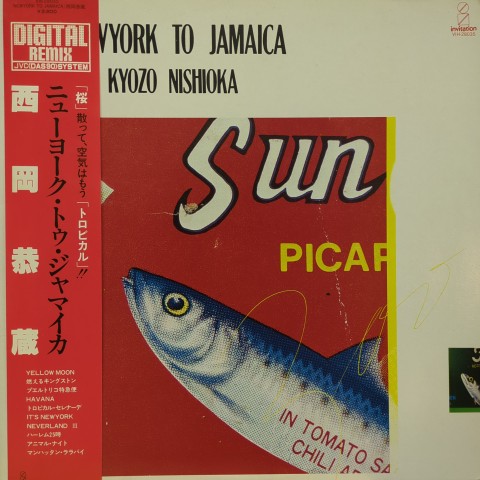 DIGITAL
REMIX
JVC(DAS90)SYSTEM
「桜」散って、空気はもう「トロピカル」!!
ニューヨーク・トゥ・ジャマイカ
西岡恭蔵
YELLOW MOON
燃えるキングストン
プエルトリコ特急便
HAVANA
トロピカル・セレナーデ
IT'S NEWYORK
NEVERLAND II
ハーレム25時
アニマル・ナイト
マンハッタン・ララバイ
WYORK TO JAMAICA
KYOZO NISHIOKA
invitation
Sun
PICAR
IN TOMATO SA
CHILI